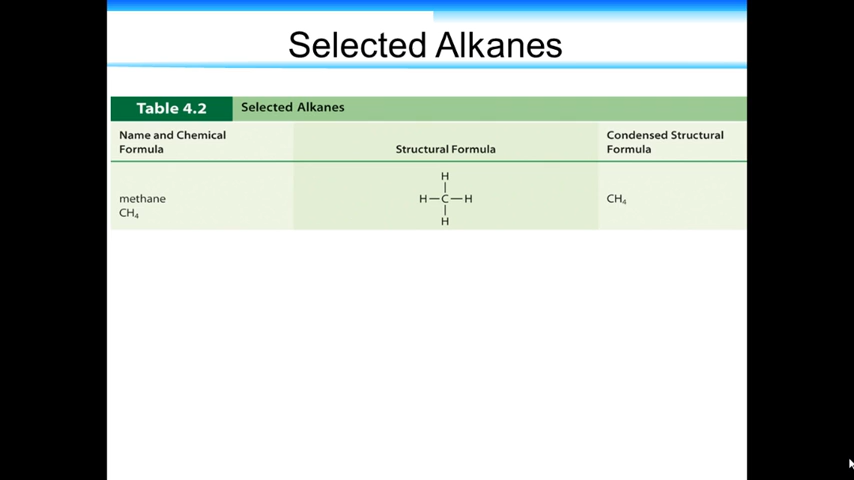 Selected Alkanes
Table 4.2 Selected Alkanes
Name and Chemical
Formula
Structural Formula
Condensed Structural
Formula
methane
CH₄
H
H—C—H
H
CH₄